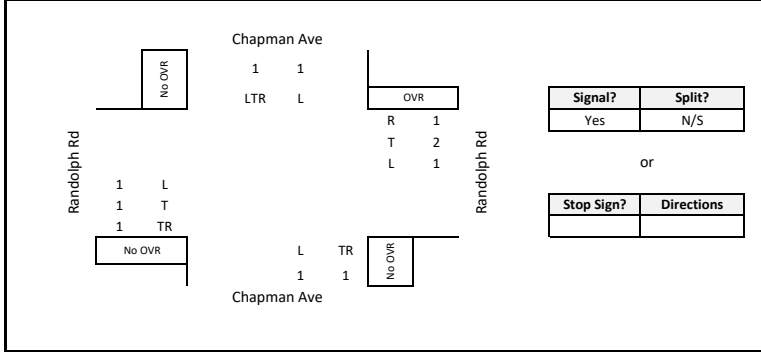 Chapman Ave
1 1
LTR L
No OVR
OVR
R 1
T 2
L 1
Randolph Rd
Randolph Rd
1 L
1 T
1 TR
No OVR
L TR
1 1
No OVR
Chapman Ave
Signal? Split?
Yes N/S
or
Stop Sign? Directions